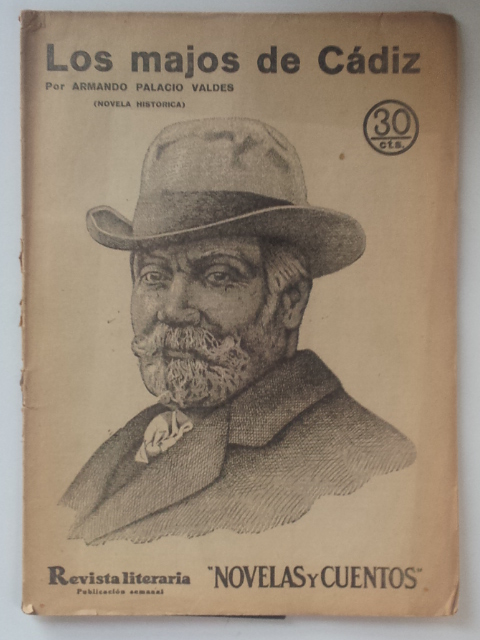 Los majos de Cádiz
Por ARMANDO PALACIO VALDES
(NOVELA HISTORICA)
30
cts.
Revista literaria "NOVELAS Y CUENTOS"
Publicación semanal